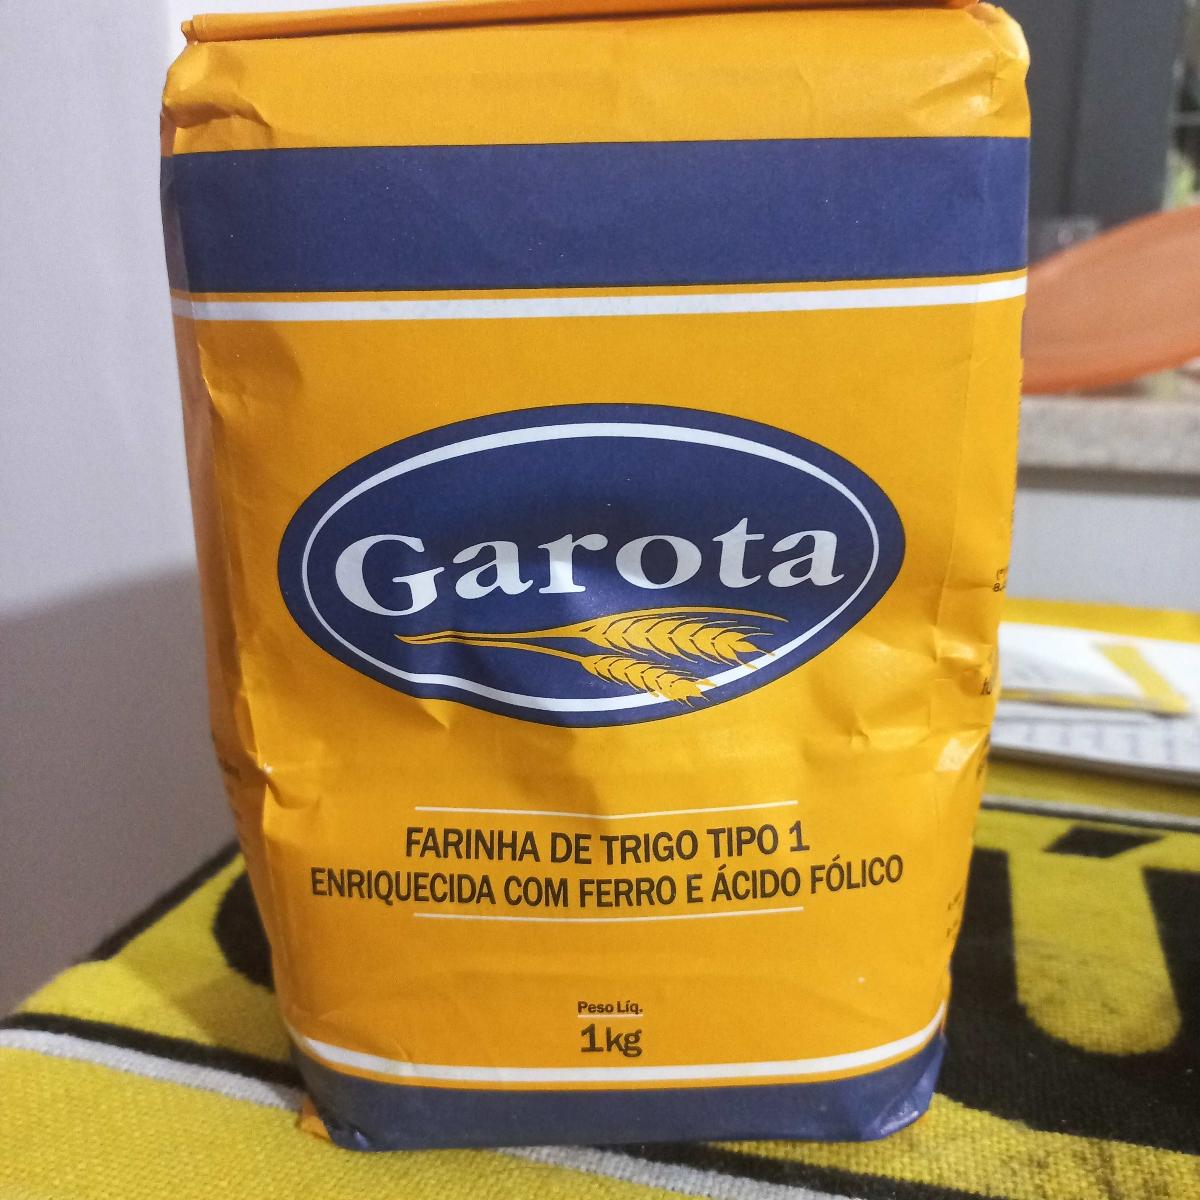 Garota
FARINHA DE TRIGO TIPO 1
ENRIQUECIDA COM FERRO E ÁCIDO FÓLICO
Peso Líq.
1kg